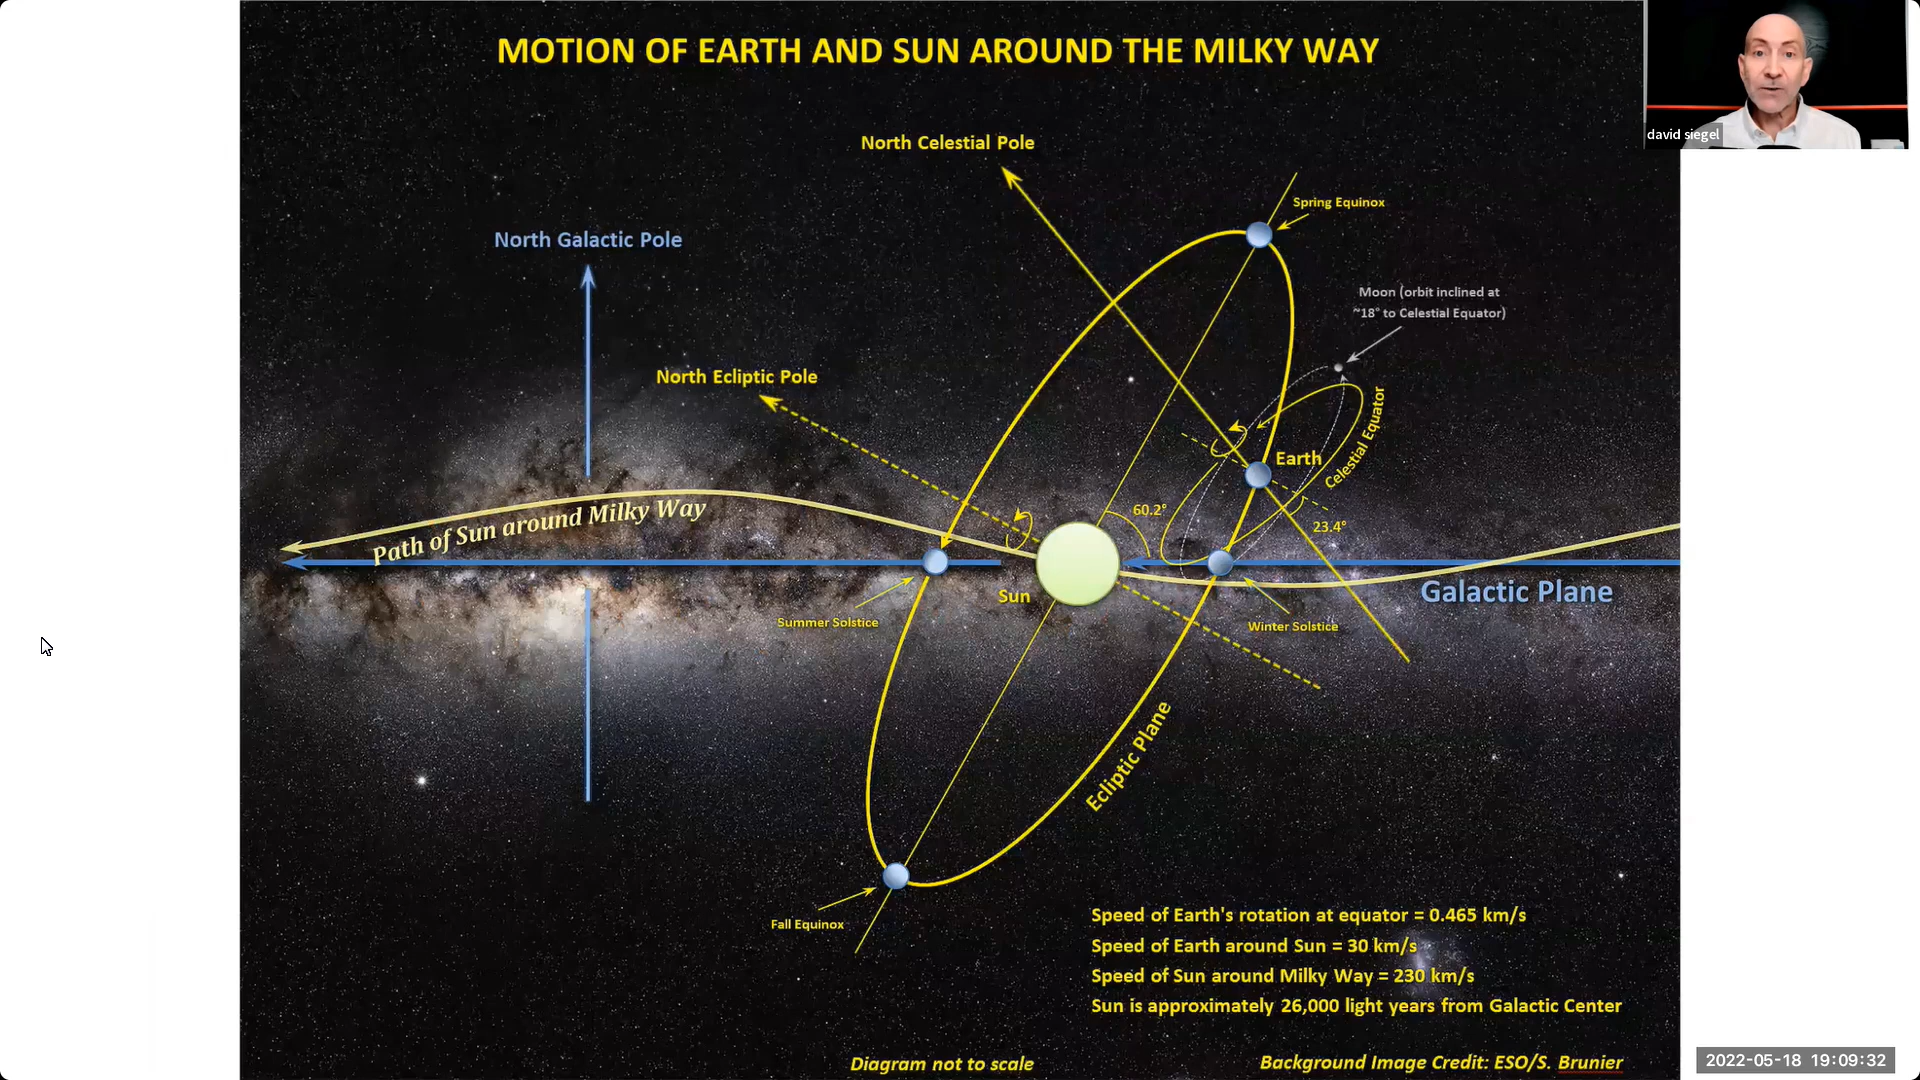 MOTION OF EARTH AND SUN AROUND THE MILKY WAY
david siegel
North Celestial Pole
Spring Equinox
North Galactic Pole
Moon (orbit inclined at
~18° to Celestial Equator)
North Ecliptic Pole
Celestial Equator
Earth
60.2°
23.4°
Path of Sun around Milky Way
Galactic Plane
Sun
Summer Solstice
Winter Solstice
Ecliptic Plane
Fall Equinox
Speed of Earth's rotation at equator = 0.465 km/s
Speed of Earth around Sun = 30 km/s
Speed of Sun around Milky Way = 230 km/s
Sun is approximately 26,000 light years from Galactic Center
Diagram not to scale
Background Image Credit: ESO/S. Brunier
2022-05-18 19:09:32